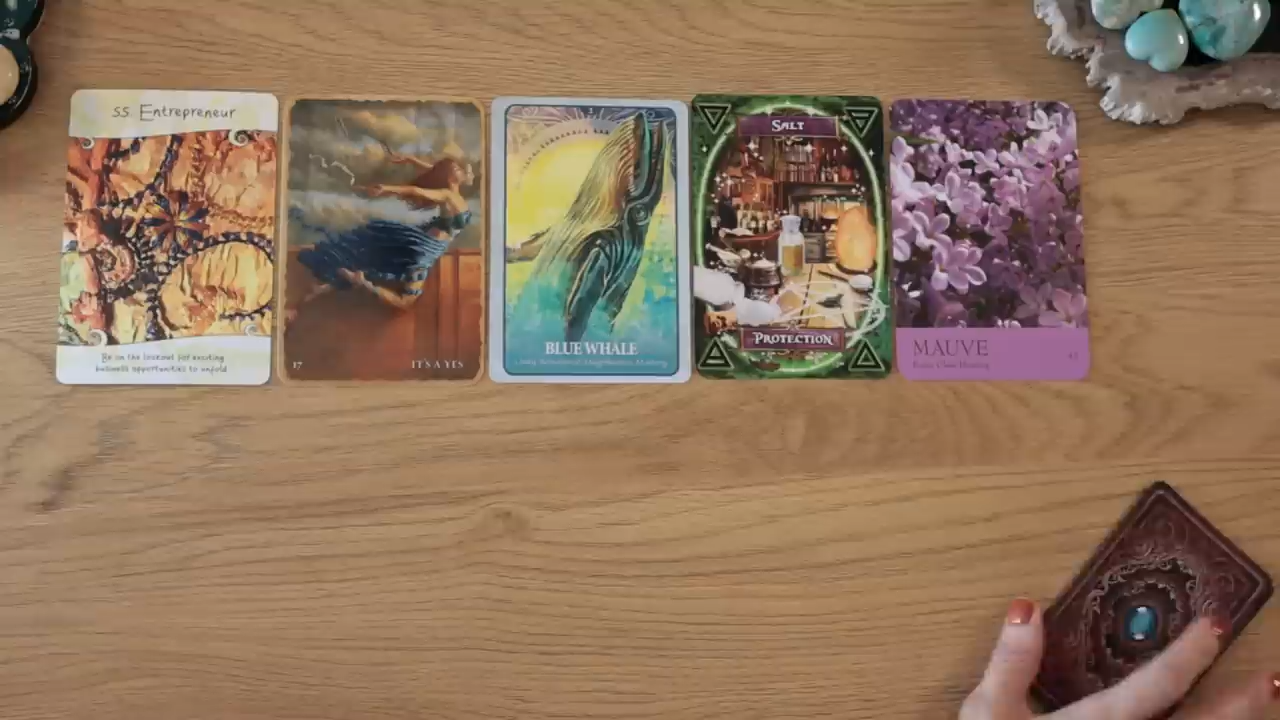 55. Entrepreneur
Be on the lookout for exciting
business opportunities to unfold
17
IT'S A YES
BLUE WHALE
SALT
PROTECTION
MAUVE